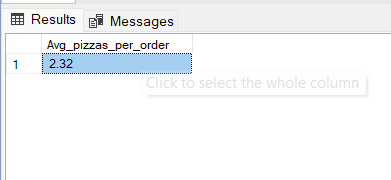 Results Messages
Avg_pizzas_per_order
1 2.32
Click to select the whole column